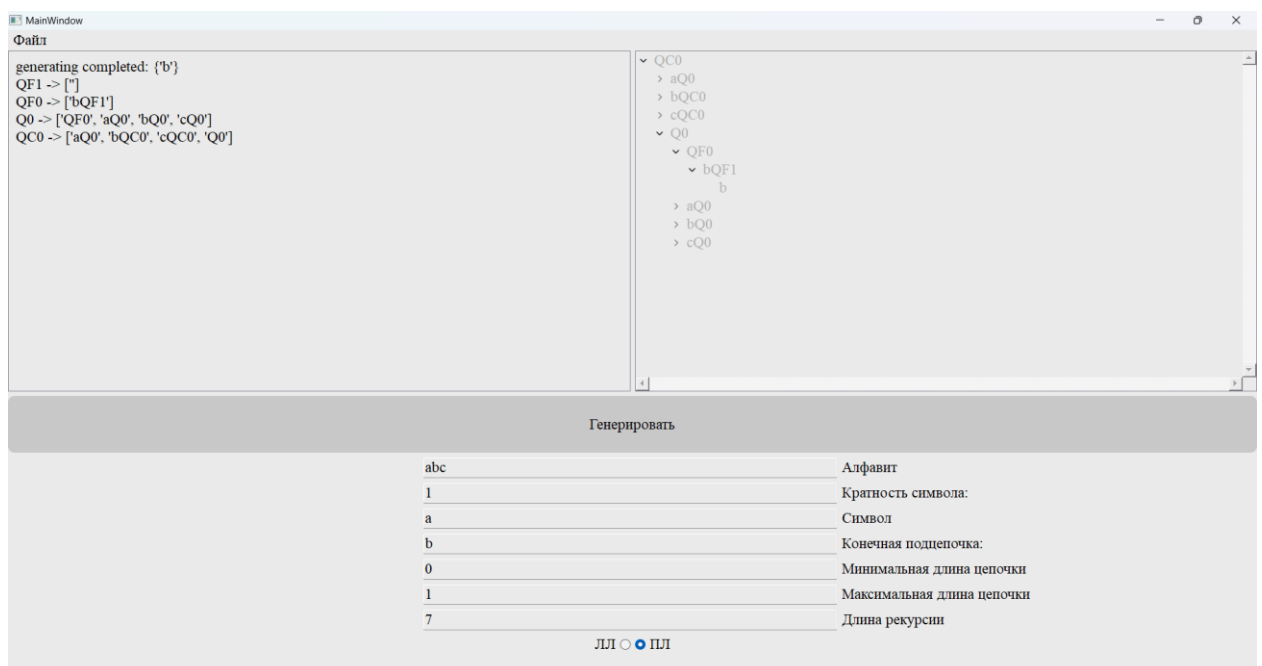 MainWindow
Файл
generating completed: {'b'}
QF1 -> ['']
QF0 -> ['bQF1']
Q0 -> ['QF0', 'aQ0', 'bQ0', 'cQ0']
QC0 -> ['aQ0', 'bQC0', 'cQC0', 'Q0']
QC0
aQ0
bQC0
cQC0
Q0
QF0
bQF1
b
aQ0
bQ0
cQ0
Генерировать
abc Алфавит
1 Кратность символа:
a Символ
b Конечная подцепочка:
0 Минимальная длина цепочки
1 Максимальная длина цепочки
7 Длина рекурсии
ЛЛ ПЛ